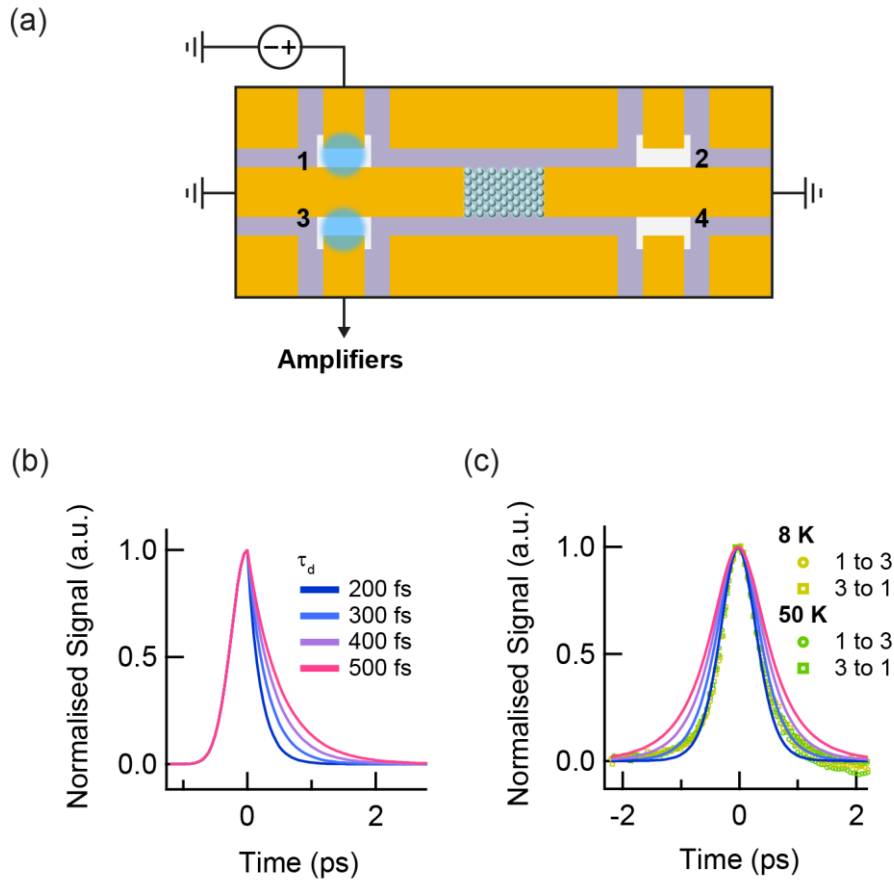 (a)
−+
1
2
3
4
Amplifiers
(b)
Normalised Signal (a.u.)
1.0
0.5
0.0
0
2
Time (ps)
τd
200 fs
300 fs
400 fs
500 fs
(c)
Normalised Signal (a.u.)
1.0
0.5
0.0
-2
-1
0
1
2
Time (ps)
8 K
1 to 3
3 to 1
50 K
1 to 3
3 to 1